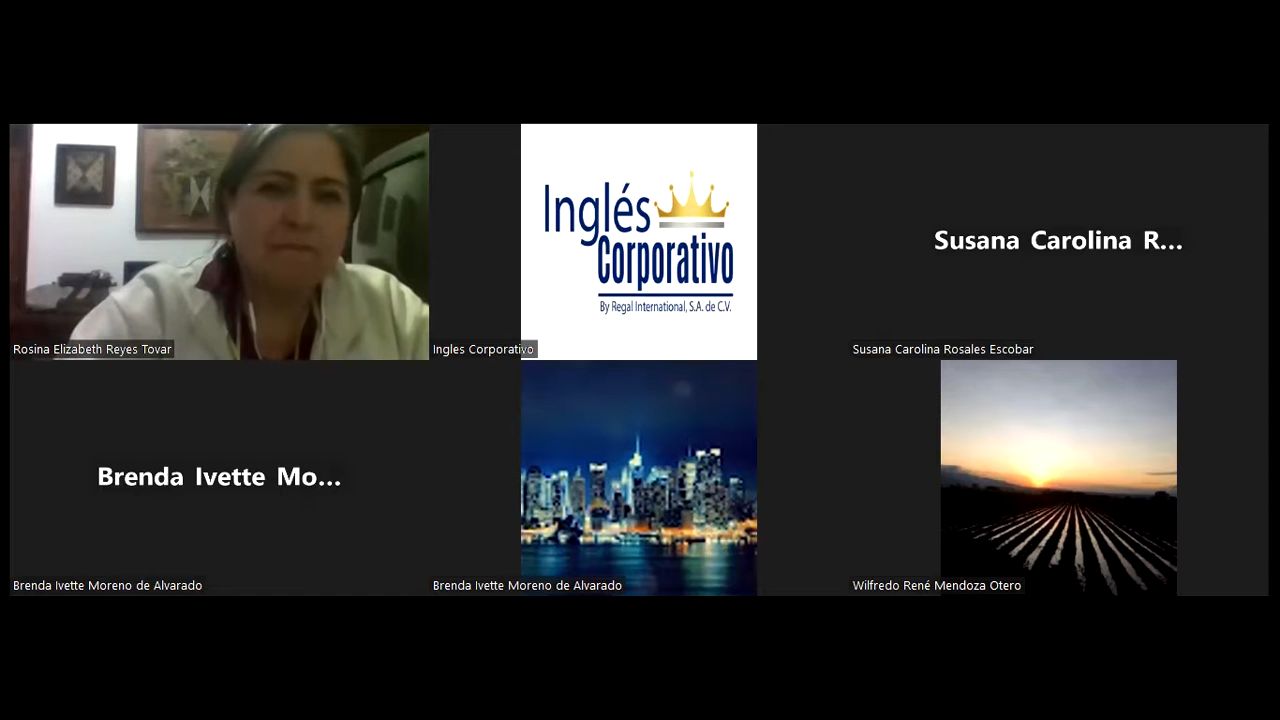 Inglés
Corporativo
By Regal International, S.A. de C.V.
Susana Carolina R...
Rosina Elizabeth Reyes Tovar
Ingles Corporativo
Susana Carolina Rosales Escobar
Brenda Ivette Mo...
Brenda Ivette Moreno de Alvarado
Brenda Ivette Moreno de Alvarado
Wilfredo René Mendoza Otero